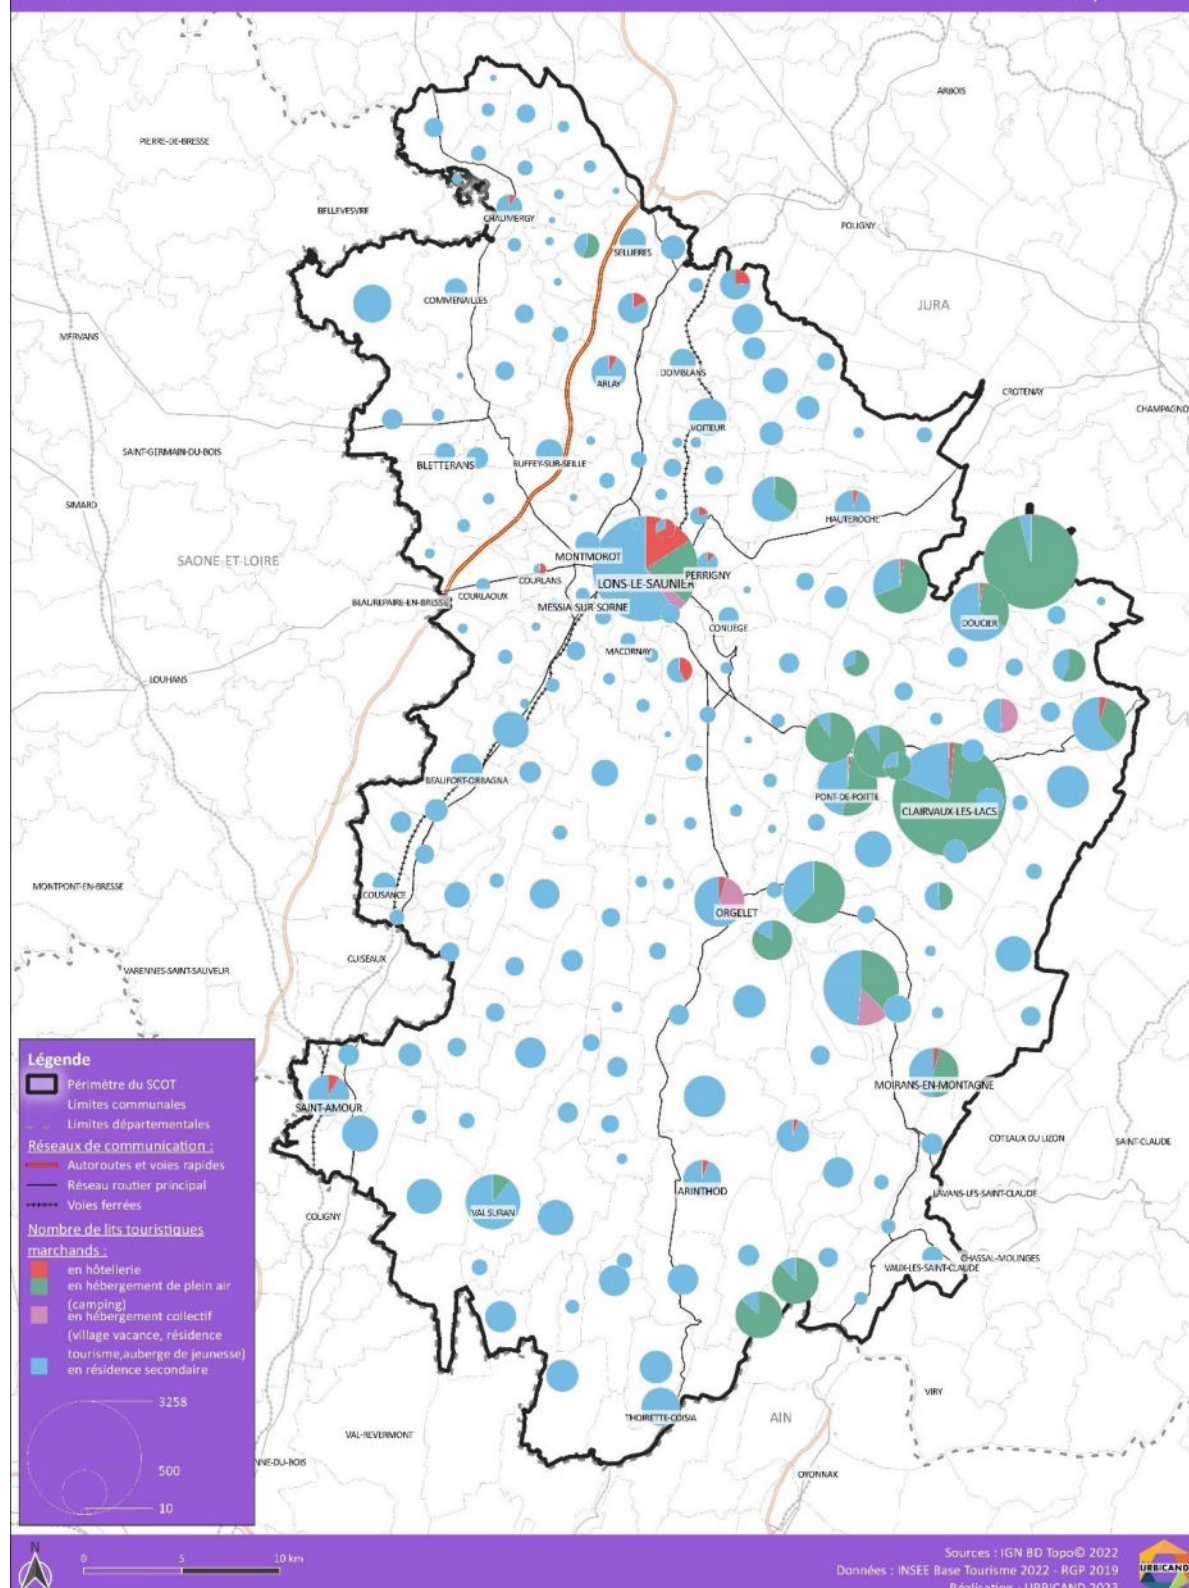 ARBOIS
PIERRE-DE-BRESSE
BELLEVESVRE
CHAUMERGY
POLIGNY
SELLIERES
COMMENAILLES
JURA
MERVANS
ARLAY
DOMBLANS
CROTENAY
CHAMPAGNO
VOITEUR
SAINT-GERMAIN-DU-BOIS
BLETTERANS
RUFFEY-SUR-SEILLE
SIMARD
HAUTEROCHE
SAONE-ET-LOIRE
MONTMOROT
COURLANS
LONS-LE-SAUNIER
PERRIGNY
BEAUREPAIRE-EN-BRESSE
COURLAOUX
MESSIA-SUR-SORNE
CONLIEGE
DOUCIER
MACORNAY
LOUHANS
BEAUFORT-ORBAGNA
PONT-DE-POITTE
CLAIRVAUX-LES-LACS
MONTPONT-EN-BRESSE
COUSANCE
ORGELET
CUISEAUX
VARENNES-SAINT-SAUVEUR
MOIRANS-EN-MONTAGNE
SAINT-AMOUR
COTEAUX DU LIZON
SAINT-CLAUDE
ARINTHOD
LAVANS-LES-SAINT-CLAUDE
VAL SURAN
COLIGNY
CHASSAL-MOLINGES
VAUX-LES-SAINT-CLAUDE
VIRY
THOIRETTE-COISIA
AIN
VAL-REVERMONT
NNE-DU-BOIS
OYONNAX
Légende
Périmètre du SCOT
Limites communales
Limites départementales
Réseaux de communication :
Autoroutes et voies rapides
Réseau routier principal
Voies ferrées
Nombre de lits touristiques
marchands :
en hôtellerie
en hébergement de plein air
(camping)
en hébergement collectif
(village vacance, résidence
tourisme,auberge de jeunesse)
en résidence secondaire
3258
500
10
N
0 5 10 km
Sources : IGN BD Topo© 2022
Données : INSEE Base Tourisme 2022 - RGP 2019
Réalisation : URBICAND 2023
URBICAND